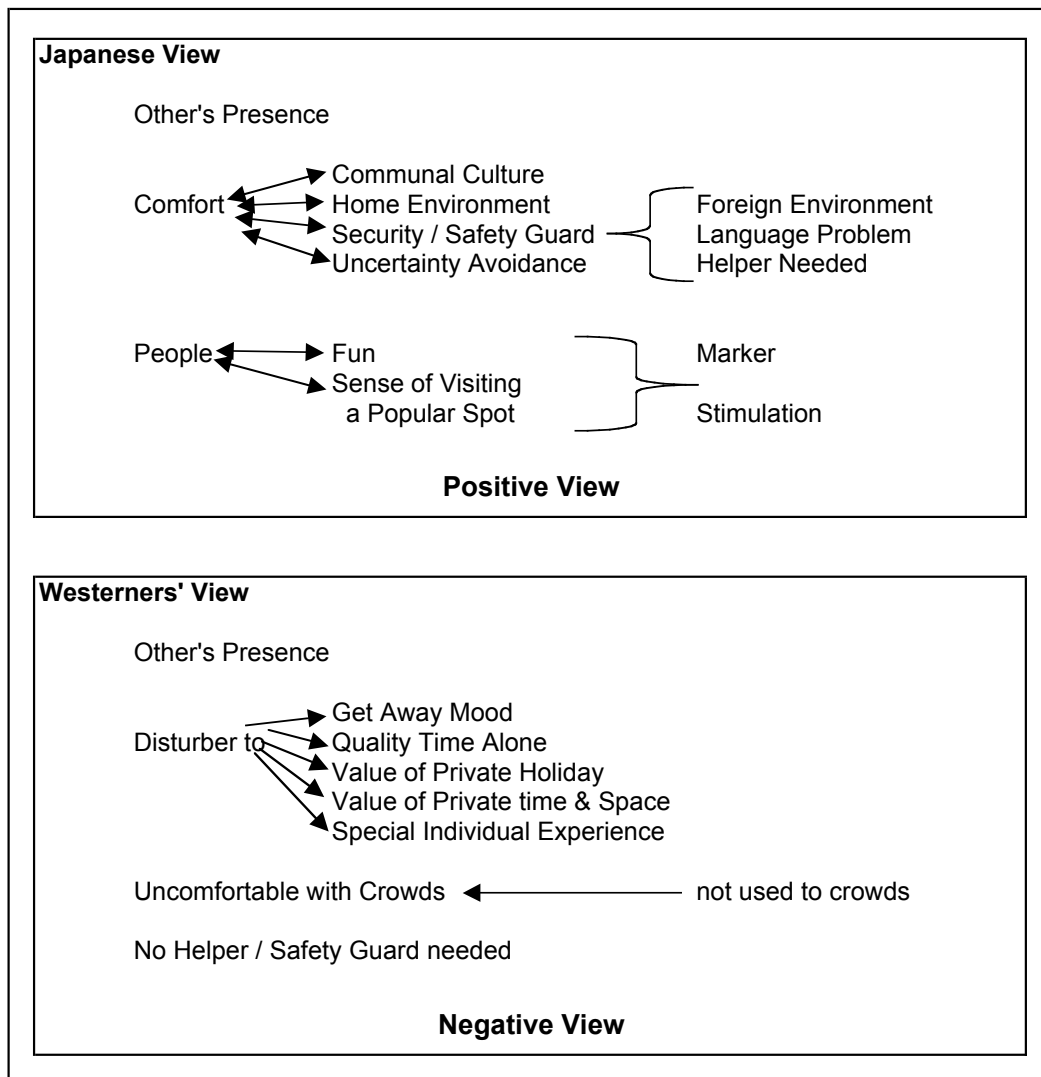 Japanese View
Other's Presence
Comfort
Communal Culture
Home Environment
Security / Safety Guard
Uncertainty Avoidance
Foreign Environment
Language Problem
Helper Needed
People
Fun
Sense of Visiting
a Popular Spot
Marker
Stimulation
Positive View
Westerners' View
Other's Presence
Disturber to
Get Away Mood
Quality Time Alone
Value of Private Holiday
Value of Private time & Space
Special Individual Experience
Uncomfortable with Crowds
not used to crowds
No Helper / Safety Guard needed
Negative View